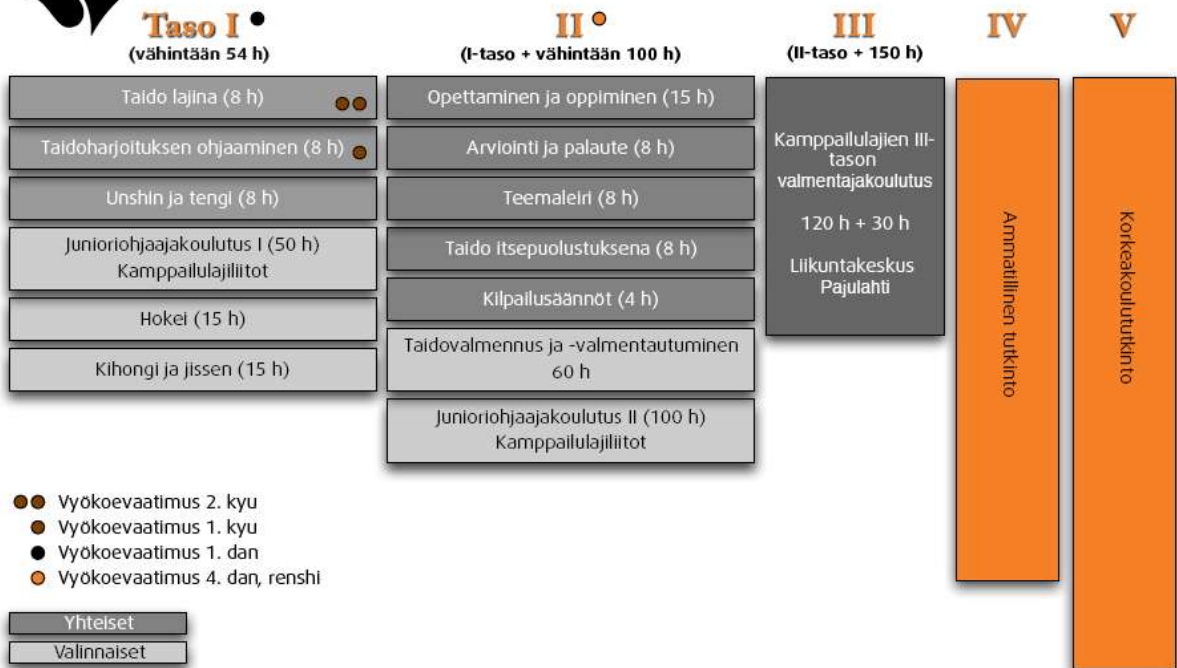 Taso I
(vähintään 54 h)
Taido lajina (8 h)
Taidoharjoituksen ohjaaminen (8 h)
Unshin ja tengi (8 h)
Junioriohjaajakoulutus I (50 h)
Kamppailulajiliitot
Hokei (15 h)
Kihongi ja jissen (15 h)
II
(I-taso + vähintään 100 h)
Opettaminen ja oppiminen (15 h)
Arviointi ja palaute (8 h)
Teemaleiri (8 h)
Taido itsepuolustuksena (8 h)
Kilpailusäännöt (4 h)
Taidovalmennus ja -valmentautuminen
60 h
Junioriohjaajakoulutus II (100 h)
Kamppailulajiliitot
III
(II-taso + 150 h)
Kamppailulajien III-
tason
valmentajakoulutus
120 h + 30 h
Liikuntakeskus
Pajulahti
IV
Ammatillinen tutkinto
V
Korkeakoulututkinto
Vyökoevaatimus 2. kyu
Vyökoevaatimus 1. kyu
Vyökoevaatimus 1. dan
Vyökoevaatimus 4. dan, renshi
Yhteiset
Valinnaiset